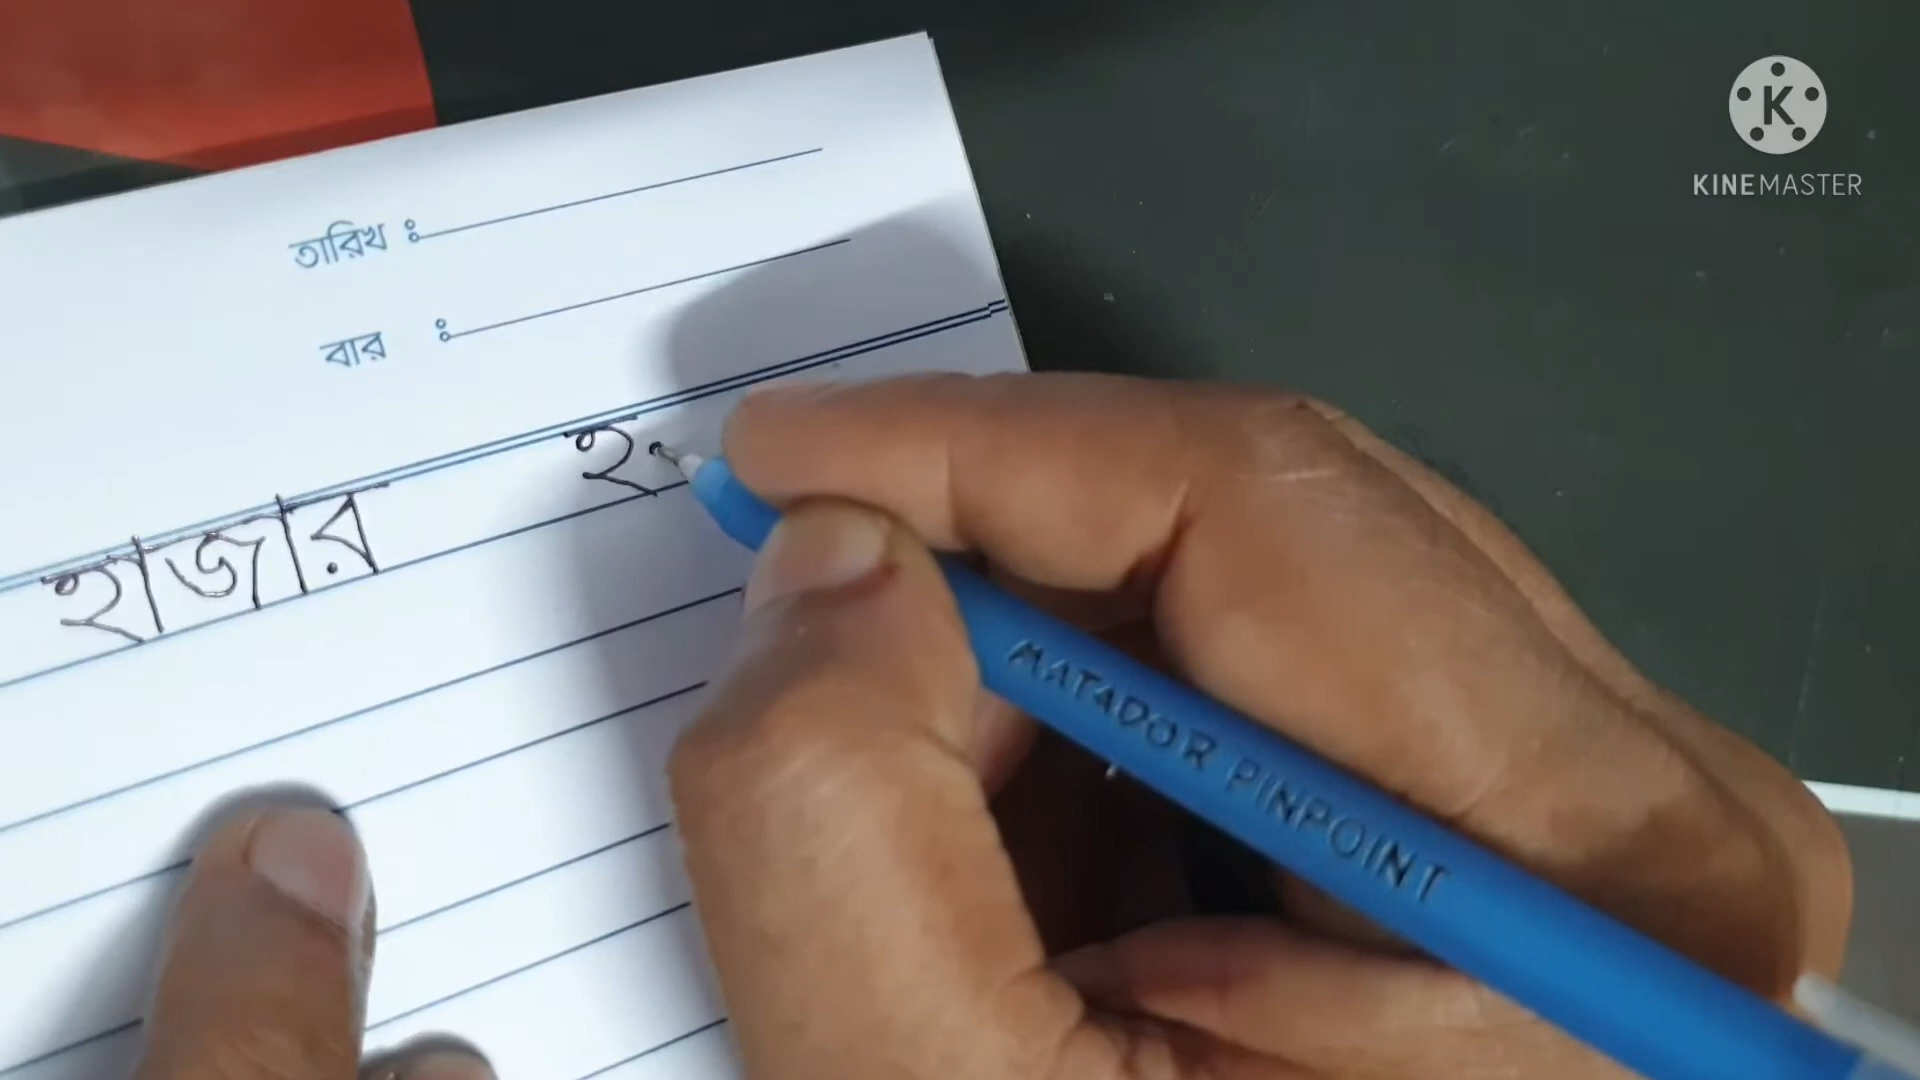 K
KINEMASTER
তারিখ ঃ
বার ঃ
হাজার হ
MATADOR PINPOINT